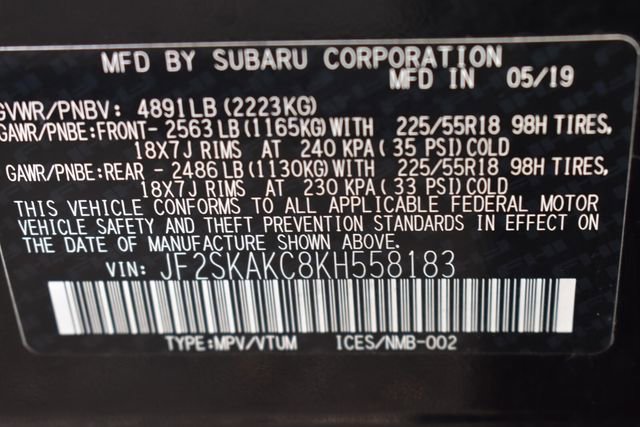 MFD BY SUBARU CORPORATION
MFD IN 05/19
GVWR/PNBV: 4891LB (2223KG)
GAWR/PNBE:FRONT- 2563LB (1165KG)WITH 225/55R18 98H TIRES,
18X7J RIMS AT 240 KPA( 35 PSI)COLD
GAWR/PNBE:REAR - 2486LB (1130KG)WITH 225/55R18 98H TIRES,
18X7J RIMS AT 230 KPA( 33 PSI)COLD
THIS VEHICLE CONFORMS TO ALL APPLICABLE FEDERAL MOTOR
VEHICLE SAFETY AND THEFT PREVENTION STANDARDS IN EFFECT ON
THE DATE OF MANUFACTURE SHOWN ABOVE.
VIN: JF2SKAKC8KH558183
TYPE:MPV/VTUM ICES/NMB-002